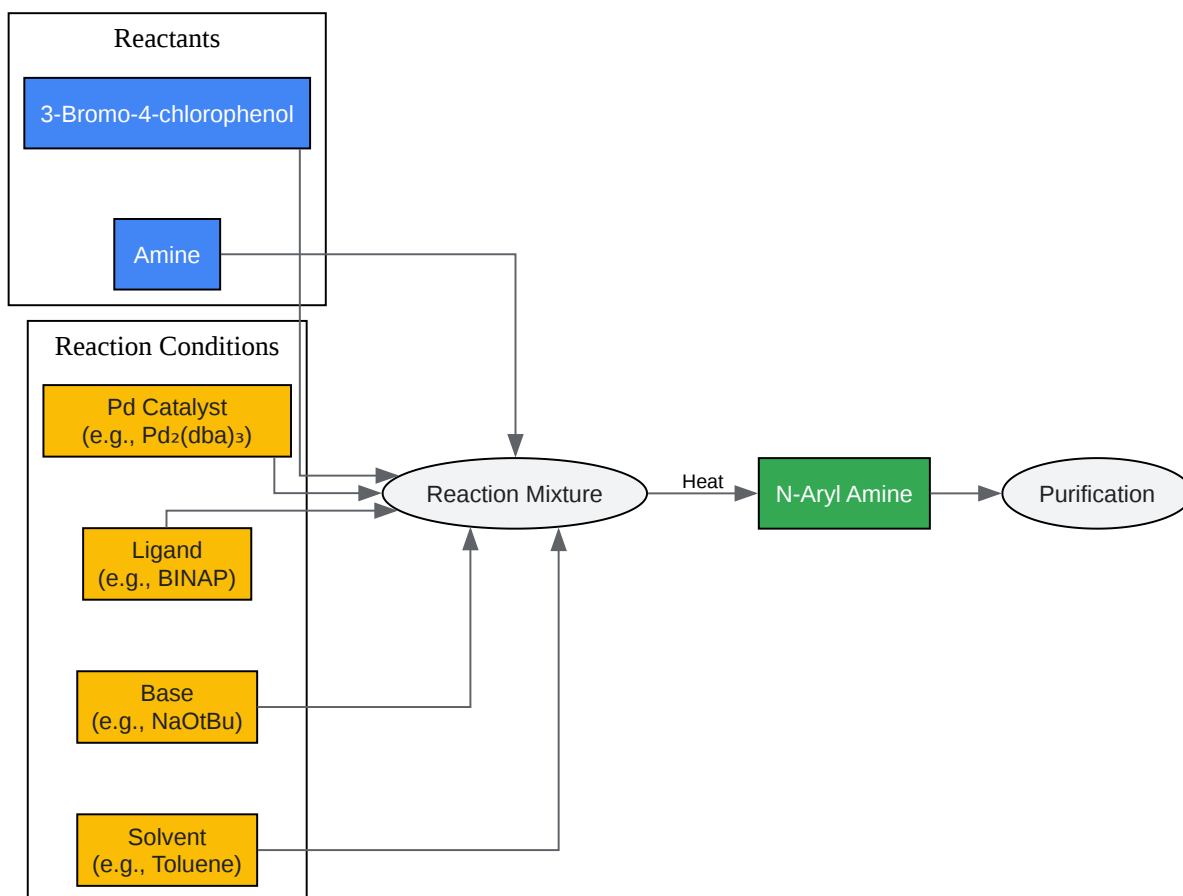 Reactants
3-Bromo-4-chlorophenol
Amine
Reaction Conditions
Pd Catalyst
(e.g., Pd₂(dba)₃)
Ligand
(e.g., BINAP)
Base
(e.g., NaOtBu)
Solvent
(e.g., Toluene)
Reaction Mixture
Heat
N-Aryl Amine
Purification